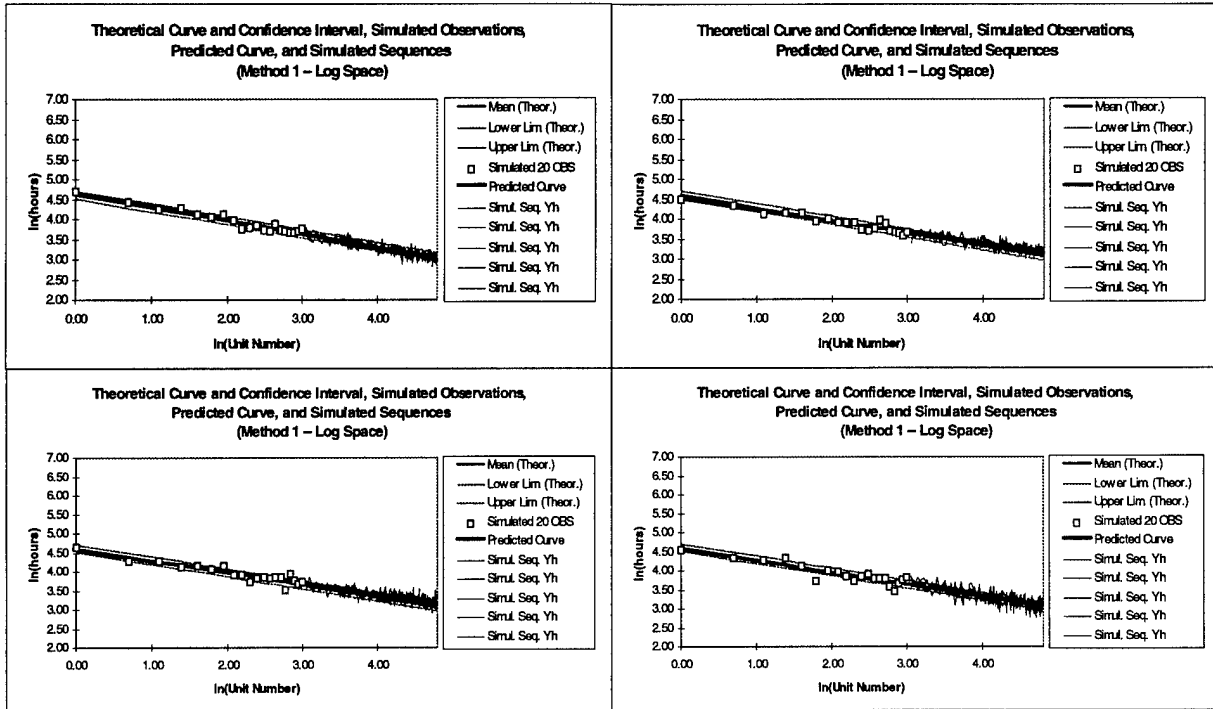 Theoretical Curve and Confidence Interval, Simulated Observations,
Predicted Curve, and Simulated Sequences
(Method 1 – Log Space)
ln(hours)
7.00
6.50
6.00
5.50
5.00
4.50
4.00
3.50
3.00
2.50
2.00
0.00 1.00 2.00 3.00 4.00
ln(Unit Number)
Mean (Theor.)
Lower Lim (Theor.)
Upper Lim (Theor.)
Simulated 20 OBS
Predicted Curve
Simul. Seq. Yh
Simul. Seq. Yh
Simul. Seq. Yh
Simul. Seq. Yh
Simul. Seq. Yh
Theoretical Curve and Confidence Interval, Simulated Observations,
Predicted Curve, and Simulated Sequences
(Method 1 – Log Space)
ln(hours)
7.00
6.50
6.00
5.50
5.00
4.50
4.00
3.50
3.00
2.50
2.00
0.00 1.00 2.00 3.00 4.00
ln(Unit Number)
Mean (Theor.)
Lower Lim (Theor.)
Upper Lim (Theor.)
Simulated 20 OBS
Predicted Curve
Simul. Seq. Yh
Simul. Seq. Yh
Simul. Seq. Yh
Simul. Seq. Yh
Simul. Seq. Yh
Theoretical Curve and Confidence Interval, Simulated Observations,
Predicted Curve, and Simulated Sequences
(Method 1 – Log Space)
ln(hours)
7.00
6.50
6.00
5.50
5.00
4.50
4.00
3.50
3.00
2.50
2.00
0.00 1.00 2.00 3.00 4.00
ln(Unit Number)
Mean (Theor.)
Lower Lim (Theor.)
Upper Lim (Theor.)
Simulated 20 OBS
Predicted Curve
Simul. Seq. Yh
Simul. Seq. Yh
Simul. Seq. Yh
Simul. Seq. Yh
Simul. Seq. Yh
Theoretical Curve and Confidence Interval, Simulated Observations,
Predicted Curve, and Simulated Sequences
(Method 1 – Log Space)
ln(hours)
7.00
6.50
6.00
5.50
5.00
4.50
4.00
3.50
3.00
2.50
2.00
0.00 1.00 2.00 3.00 4.00
ln(Unit Number)
Mean (Theor.)
Lower Lim (Theor.)
Upper Lim (Theor.)
Simulated 20 OBS
Predicted Curve
Simul. Seq. Yh
Simul. Seq. Yh
Simul. Seq. Yh
Simul. Seq. Yh
Simul. Seq. Yh